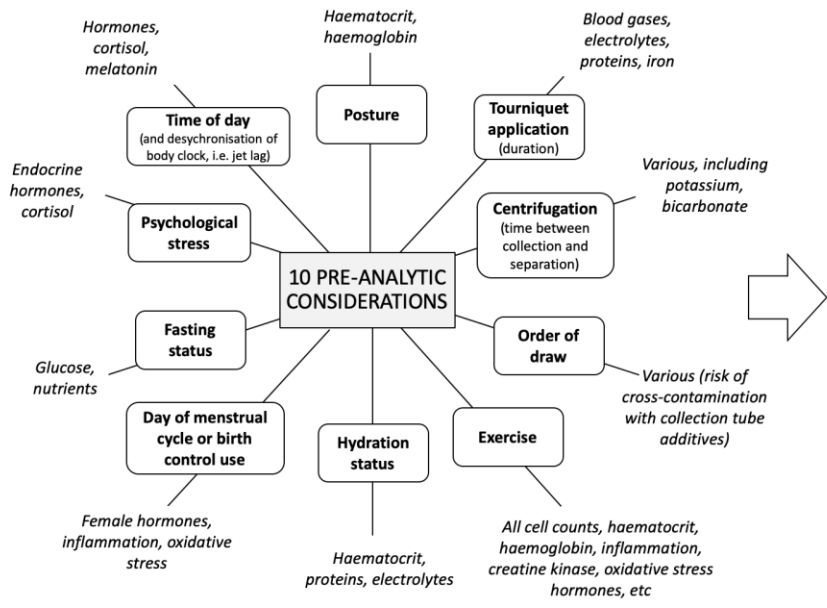 Hormones,
cortisol,
melatonin
Time of day
(and desychronisation of
body clock, i.e. jet lag)
Haematocrit,
haemoglobin
Posture
Blood gases,
electrolytes,
proteins, iron
Tourniquet
application
(duration)
Endocrine
hormones,
cortisol
Psychological
stress
Various, including
potassium,
bicarbonate
Centrifugation
(time between
collection and
separation)
10 PRE-ANALYTIC
CONSIDERATIONS
Fasting
status
Glucose,
nutrients
Order of
draw
Various (risk of
cross-contamination
with collection tube
additives)
Day of menstrual
cycle or birth
control use
Female hormones,
inflammation, oxidative
stress
Hydration
status
Haematocrit,
proteins, electrolytes
Exercise
All cell counts, haematocrit,
haemoglobin, inflammation,
creatine kinase, oxidative stress
hormones, etc